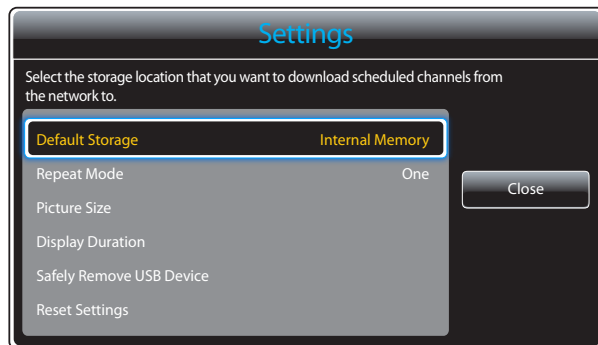 Settings
Select the storage location that you want to download scheduled channels from
the network to.
Default Storage Internal Memory
Repeat Mode One
Close
Picture Size
Display Duration
Safely Remove USB Device
Reset Settings